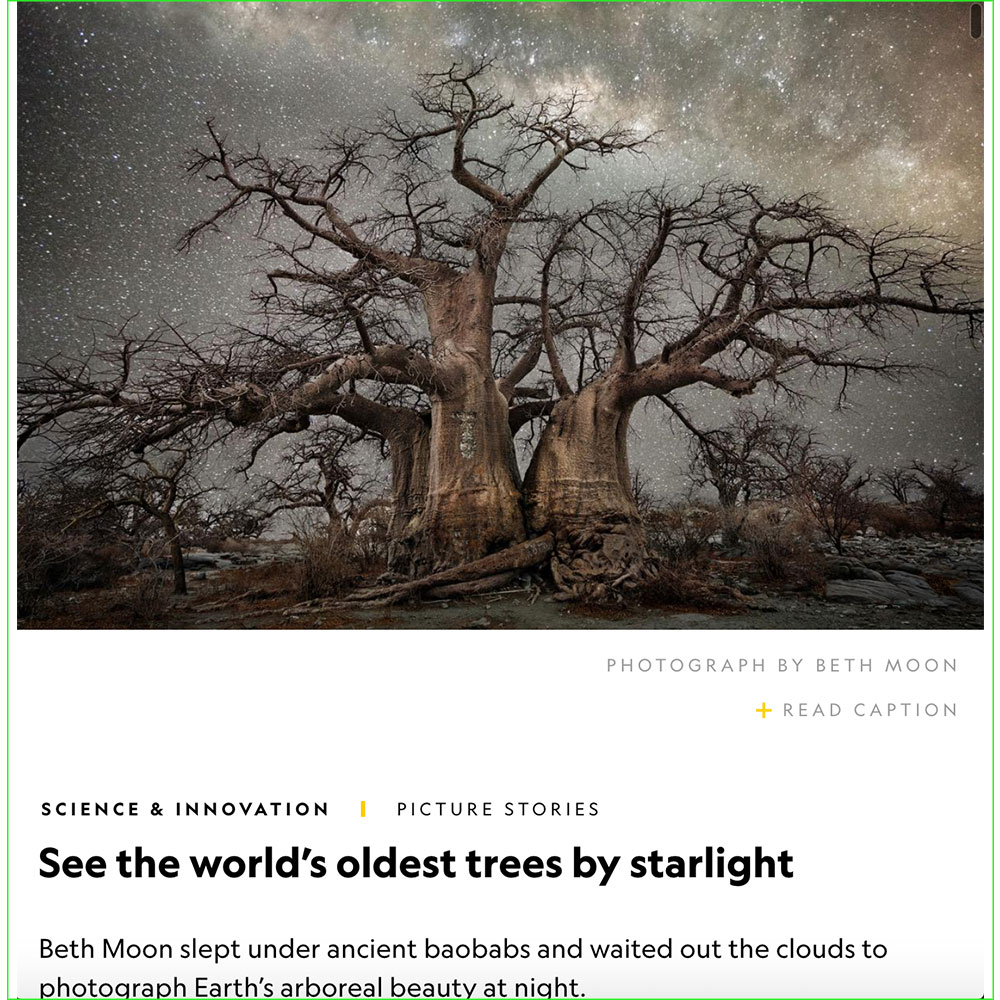 PHOTOGRAPH BY BETH MOON
+ READ CAPTION
SCIENCE & INNOVATION | PICTURE STORIES
See the world's oldest trees by starlight
Beth Moon slept under ancient baobabs and waited out the clouds to
photograph Earth's arboreal beauty at night.